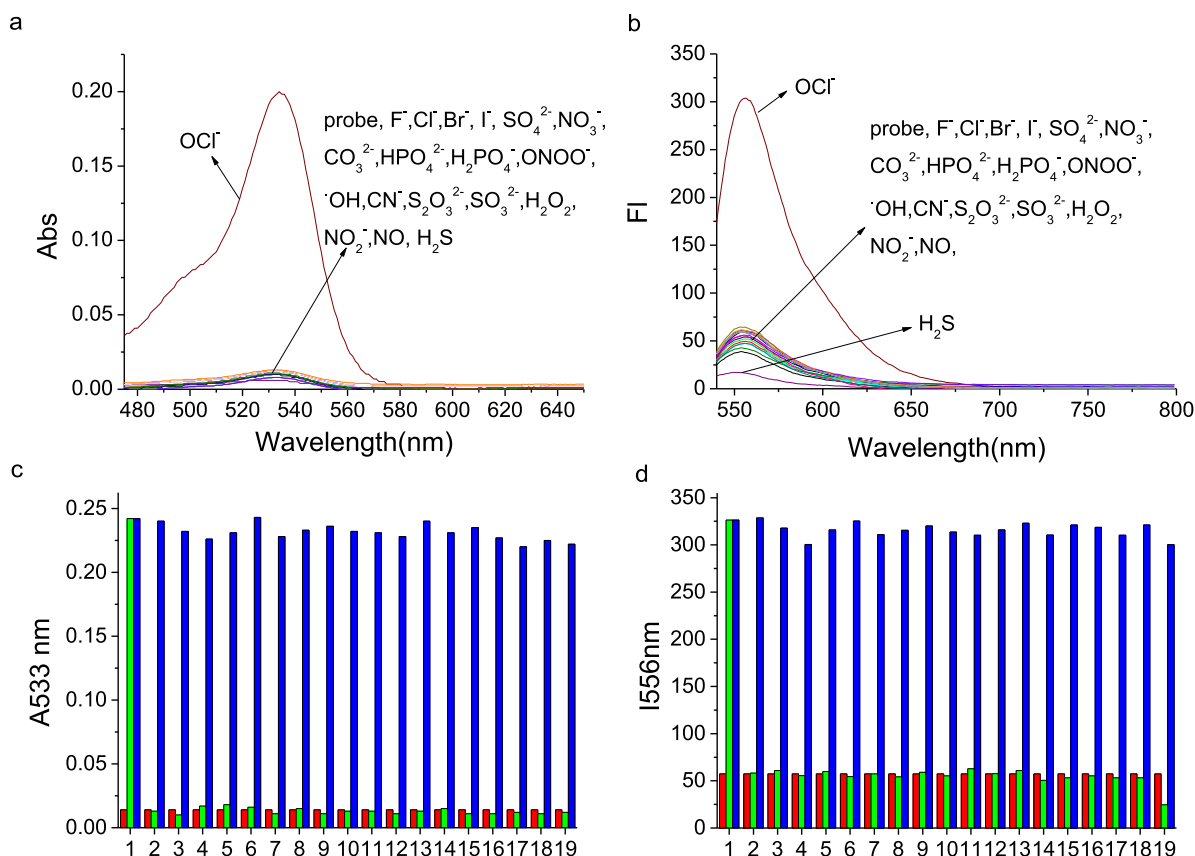 a
0.20
0.15
0.10
0.05
0.00
Abs
OCl⁻
probe, F⁻,Cl⁻,Br⁻, I⁻, SO₄²⁻,NO₃⁻,
CO₃²⁻,HPO₄²⁻,H₂PO₄⁻,ONOO⁻,
·OH,CN⁻,S₂O₃²⁻,SO₃²⁻,H₂O₂,
NO₂⁻,NO, H₂S
480 500 520 540 560 580 600 620 640
Wavelength(nm)
b
350
300
250
200
150
100
50
0
FI
OCl⁻
probe, F⁻,Cl⁻,Br⁻, I⁻, SO₄²⁻,NO₃⁻,
CO₃²⁻,HPO₄²⁻,H₂PO₄⁻,ONOO⁻,
·OH,CN⁻,S₂O₃²⁻,SO₃²⁻,H₂O₂,
NO₂⁻,NO,
H₂S
550 600 650 700 750 800
Wavelength(nm)
c
0.25
0.20
0.15
0.10
0.05
0.00
A533 nm
1 2 3 4 5 6 7 8 9 10 11 12 13 14 15 16 17 18 19
d
350
300
250
200
150
100
50
0
I556nm
1 2 3 4 5 6 7 8 9 10 11 12 13 14 15 16 17 18 19